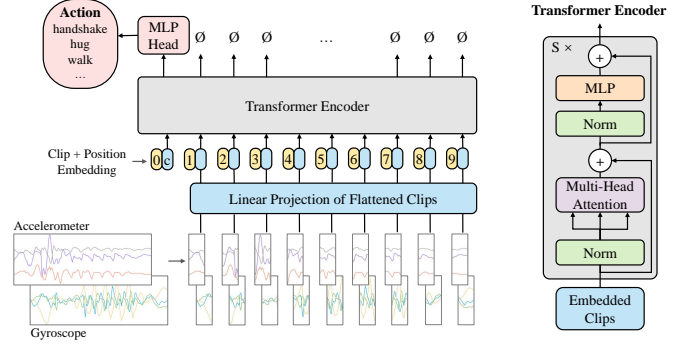 Action
handshake
hug
walk
...
MLP
Head
Ø Ø Ø ... Ø Ø Ø
Transformer Encoder
Clip + Position
Embedding
0 c 1 2 3 4 5 6 7 8 9
Linear Projection of Flattened Clips
Accelerometer
Gyroscope
Transformer Encoder
S ×
+
MLP
Norm
+
Multi-Head
Attention
Norm
Embedded
Clips